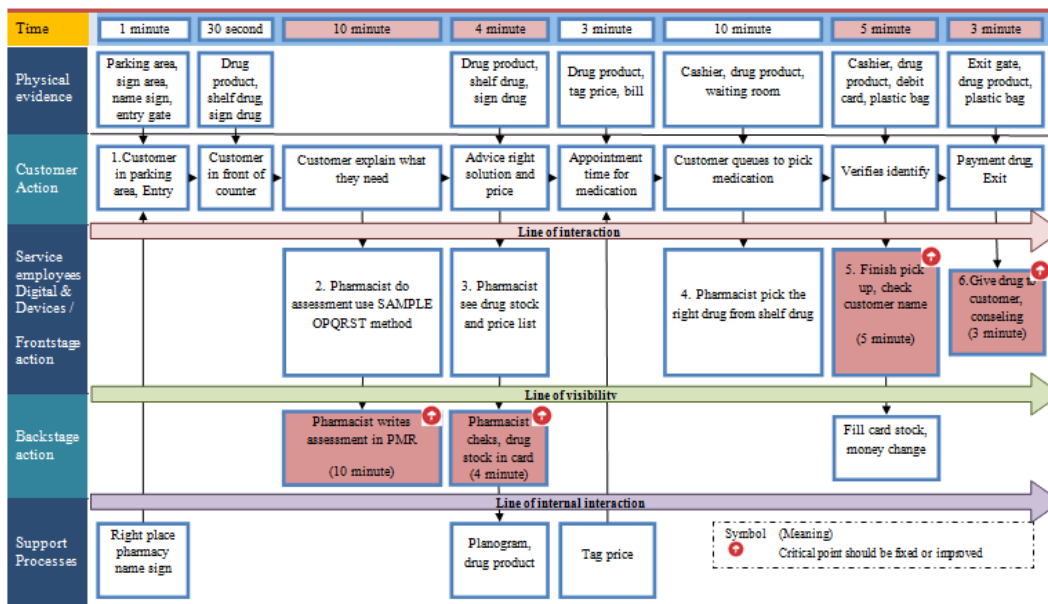 Time
1 minute
30 second
10 minute
4 minute
3 minute
10 minute
5 minute
3 minute
Physical
evidence
Parking area,
sign area,
name sign,
entry gate
Drug
product,
shelf drug,
sign drug
Drug product,
shelf drug,
sign drug
Drug product,
tag price, bill
Cashier, drug product,
waiting room
Cashier, drug
product, debit
card, plastic bag
Exit gate,
drug product,
plastic bag
Customer
Action
1.Customer
in parking
area, Entry
Customer
in front of
counter
Customer explain what
they need
Advice right
solution and
price
Appointment
time for
medication
Customer queues to pick
medication
Verifies identify
Payment drug,
Exit
Line of interaction
Service
employees
Digital &
Devices /
Frontstage
action
2. Pharmacist do
assessment use SAMPLE
OPQRST method
3. Pharmacist
see drug stock
and price list
4. Pharmacist pick the
right drug from shelf drug
5. Finish pick
up, check
customer name
(5 minute)
6.Give drug to
customer,
conseling
(3 minute)
Line of visibility
Backstage
action
Pharmacist writes
assessment in PMR
(10 minute)
Pharmacist
cheks, drug
stock in card
(4 minute)
Fill card stock,
money change
Line of internal interaction
Support
Processes
Right place
pharmacy
name sign
Planogram,
drug product
Tag price
Symbol (Meaning)
Critical point should be fixed or improved